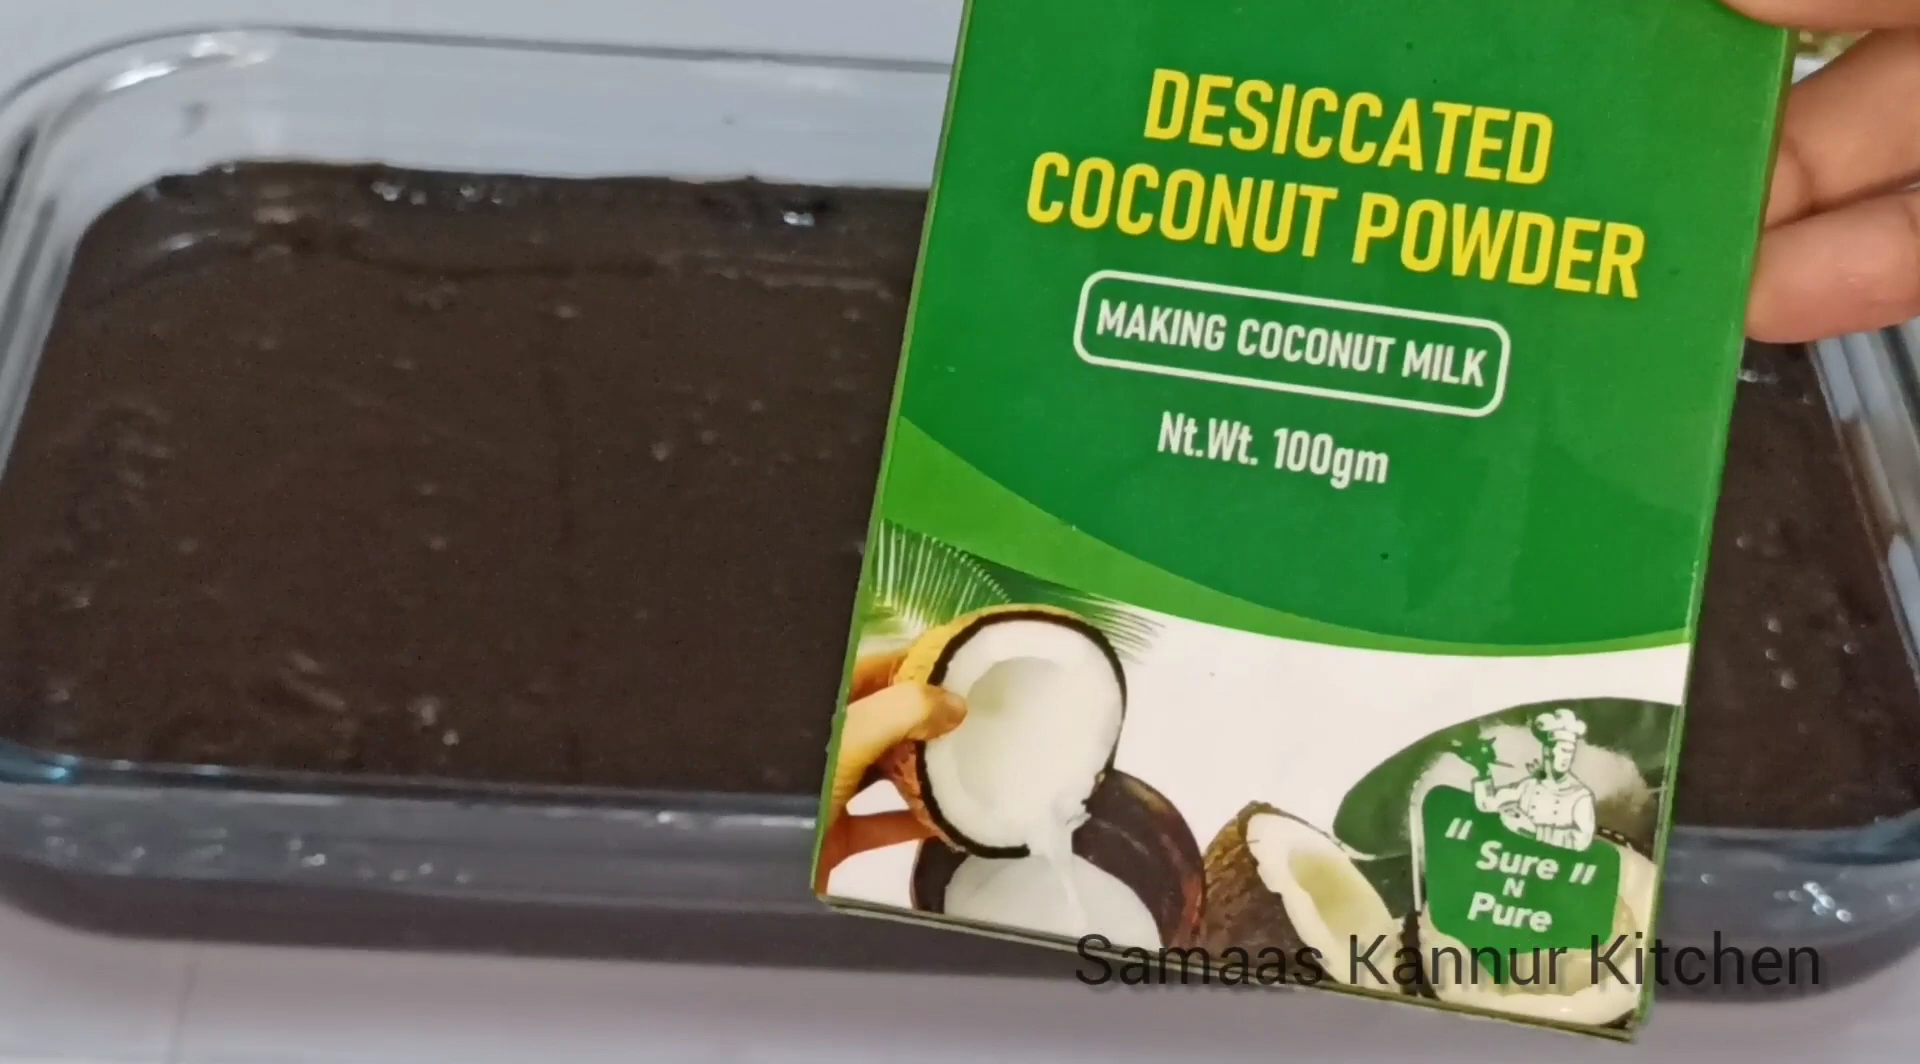 DESICCATED
COCONUT POWDER
MAKING COCONUT MILK
Nt.Wt. 100gm
" Sure "
N
Pure
Samaas Kannur Kitchen